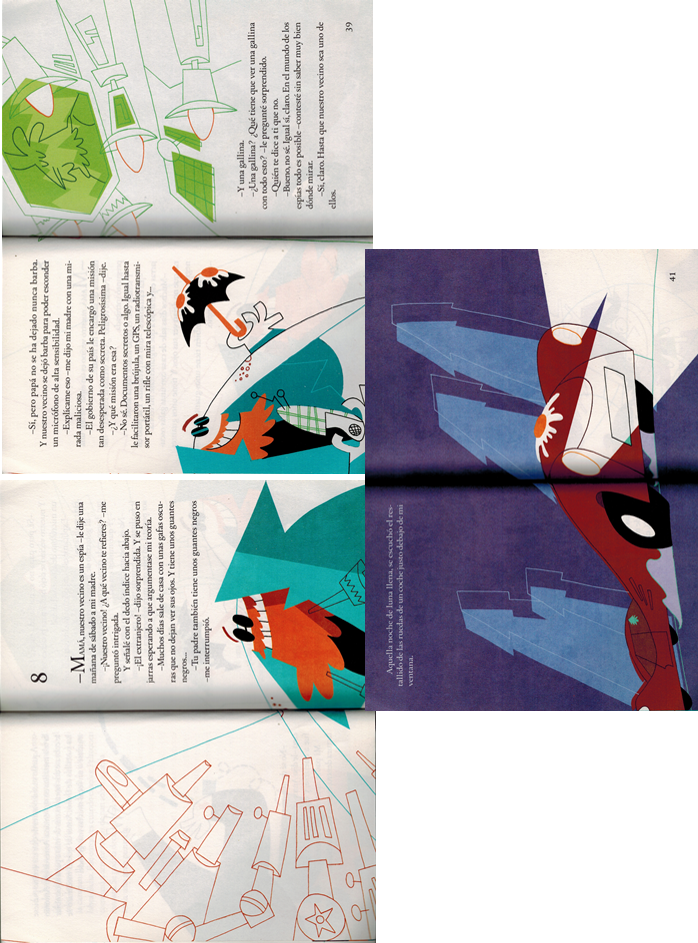 8
—MAMÁ, nuestro vecino es un espía –le dije una
mañana de sábado a mi madre.
–¡Nuestro vecino! ¿A qué vecino te refieres? –me
preguntó intrigada.
Y señalé con el dedo índice hacia abajo.
–¡El extranjero! –dijo sorprendida. Y se puso en
jarras esperando a que argumentase mi teoría.
–Muchos días sale de casa con unas gafas oscu-
ras que no dejan ver sus ojos. Y tiene unos guantes
negros...
–Tu padre también tiene unos guantes negros
–me interrumpió.
–Sí, pero papá no se ha dejado nunca barba.
Y nuestro vecino se dejó barba para poder esconder
un micrófono de alta sensibilidad.
–Explícame eso –me dijo mi madre con una mi-
rada maliciosa.
–El gobierno de su país le encargó una misión
tan desesperada como secreta. Peligrosísima –dije.
–¿Y qué misión era esa?
–No sé. Documentos secretos o algo. Igual hasta
le facilitaron una brújula, un GPS, un radiotransmi-
sor portátil, un rifle con mira telescópica y...
–Y una gallina.
–¿Una gallina? ¿Qué tiene que ver una gallina
con todo esto? –le pregunté sorprendido.
–Quién te dice a ti que no.
–Bueno, no sé. Igual sí, claro. En el mundo de los
espías todo es posible –contesté sin saber muy bien
dónde mirar.
–Sí, claro. Hasta que nuestro vecino sea uno de
ellos.
39
Aquella noche de luna llena, se escuchó el res-
tallido de las ruedas de un coche justo debajo de mi
ventana.
41